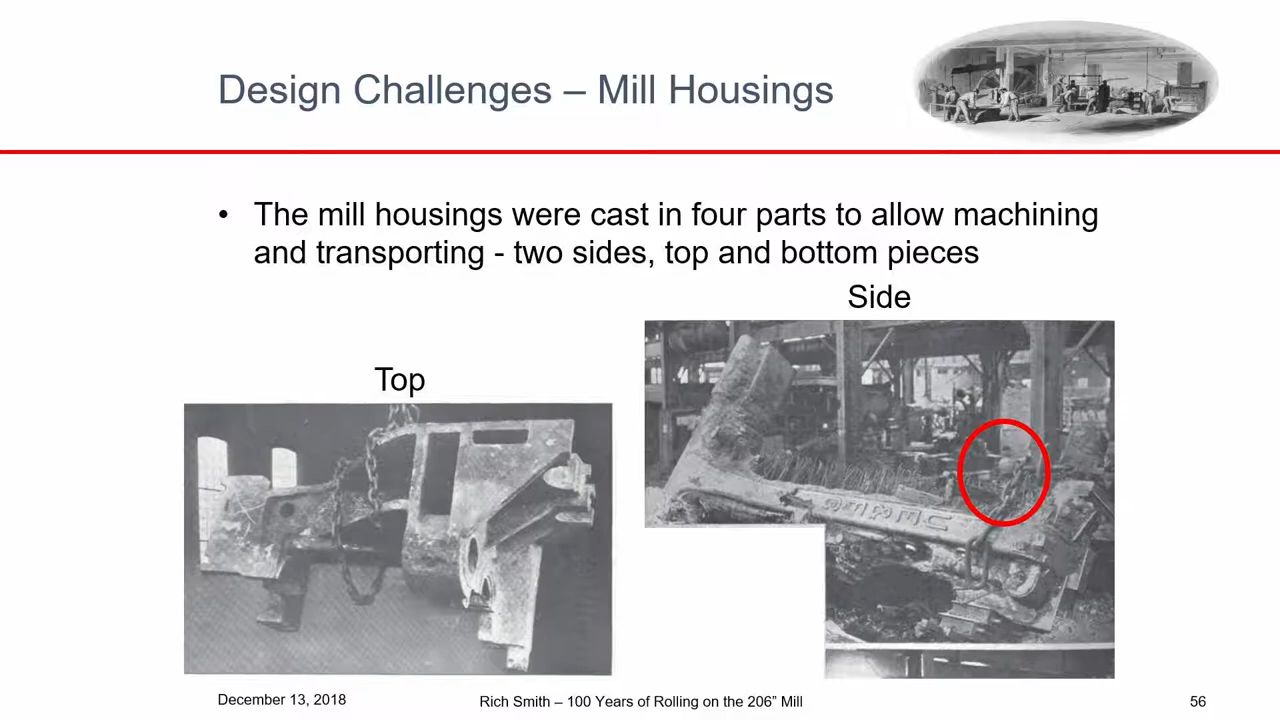 Design Challenges – Mill Housings
• The mill housings were cast in four parts to allow machining
and transporting - two sides, top and bottom pieces
Side
Top
UNITED
December 13, 2018
Rich Smith – 100 Years of Rolling on the 206” Mill
56